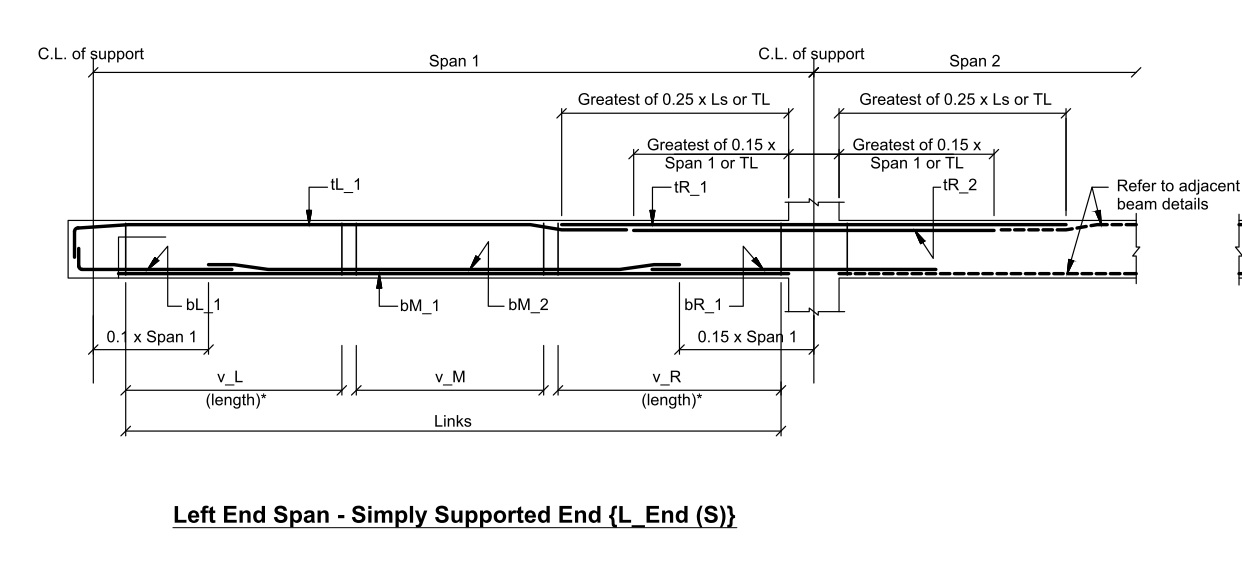 C.L. of support
C.L. of support
Span 1
Span 2
Greatest of 0.25 x Ls or TL
Greatest of 0.25 x Ls or TL
Greatest of 0.15 x
Span 1 or TL
Greatest of 0.15 x
Span 1 or TL
tL_1
tR_1
tR_2
Refer to adjacent
beam details
bL_1
bM_1
bM_2
bR_1
0.1 x Span 1
0.15 x Span 1
v_L
(length)*
v_M
v_R
(length)*
Links
Left End Span - Simply Supported End {L_End (S)}